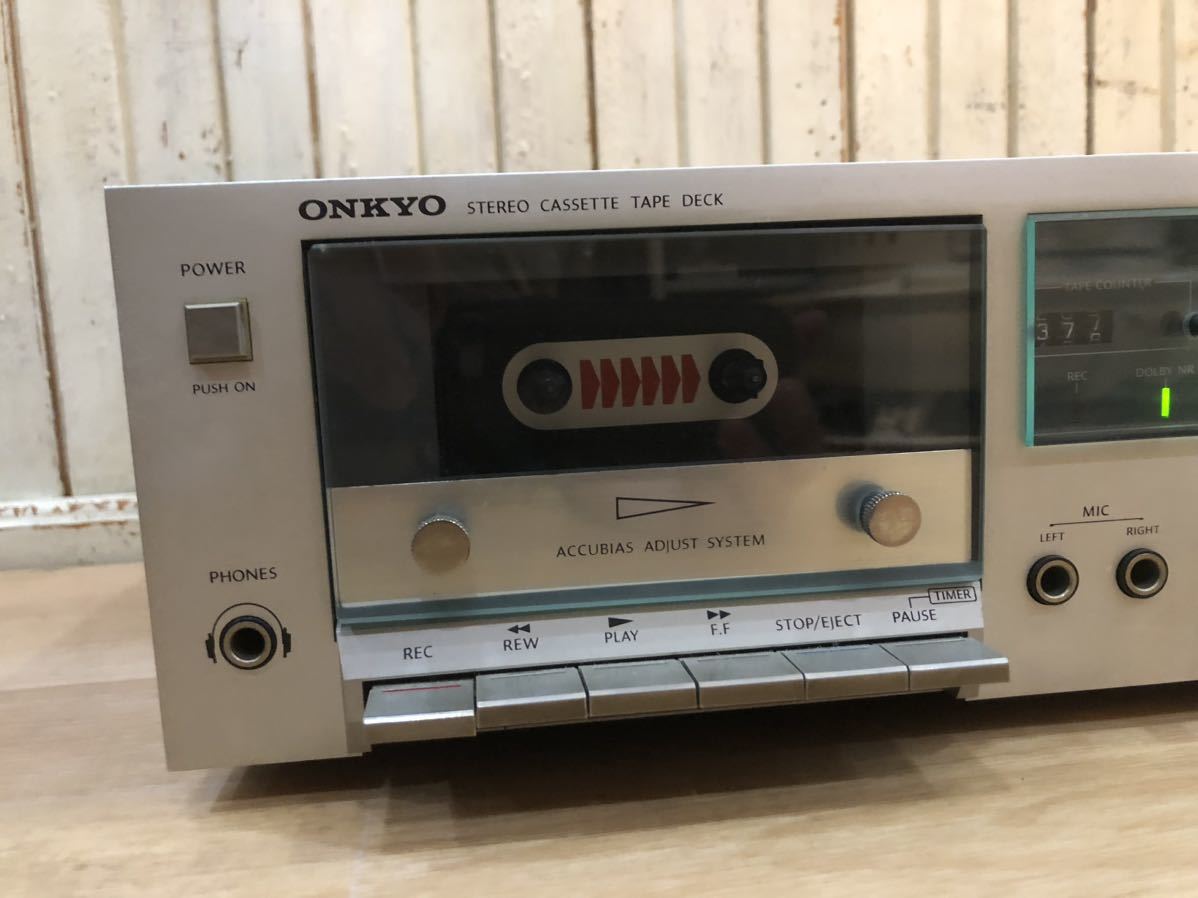 ONKYO STEREO CASSETTE TAPE DECK
POWER
PUSH ON
PHONES
ACCUBIAS ADJUST SYSTEM
REC
REW
PLAY
F.F
STOP/EJECT
PAUSE
TIMER
TAPE COUNTER
377
REC
DOLBY NR
MIC
LEFT
RIGHT